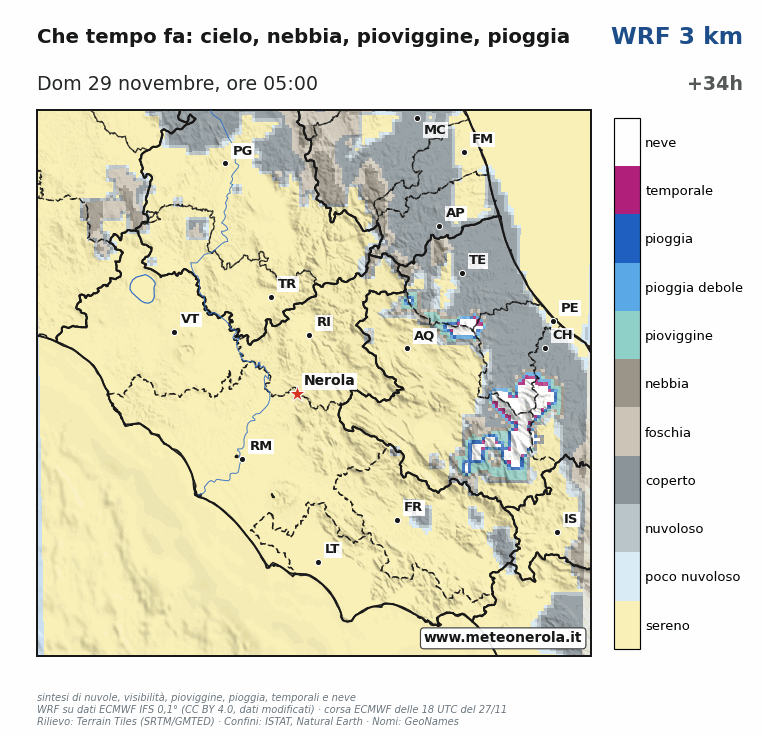 Che tempo fa: cielo, nebbia, pioviggine, pioggia
WRF 3 km
Dom 29 novembre, ore 05:00
+34h
MC
FM
PG
AP
TE
TR
PE
VT
RI
AQ
CH
Nerola
RM
FR
IS
LT
www.meteonerola.it
neve
temporale
pioggia
pioggia debole
pioviggine
nebbia
foschia
coperto
nuvoloso
poco nuvoloso
sereno
sintesi di nuvole, visibilità, pioviggine, pioggia, temporali e neve
WRF su dati ECMWF IFS 0,1° (CC BY 4.0, dati modificati) · corsa ECMWF delle 18 UTC del 27/11
Rilievo: Terrain Tiles (SRTM/GMTED) · Confini: ISTAT, Natural Earth · Nomi: GeoNames